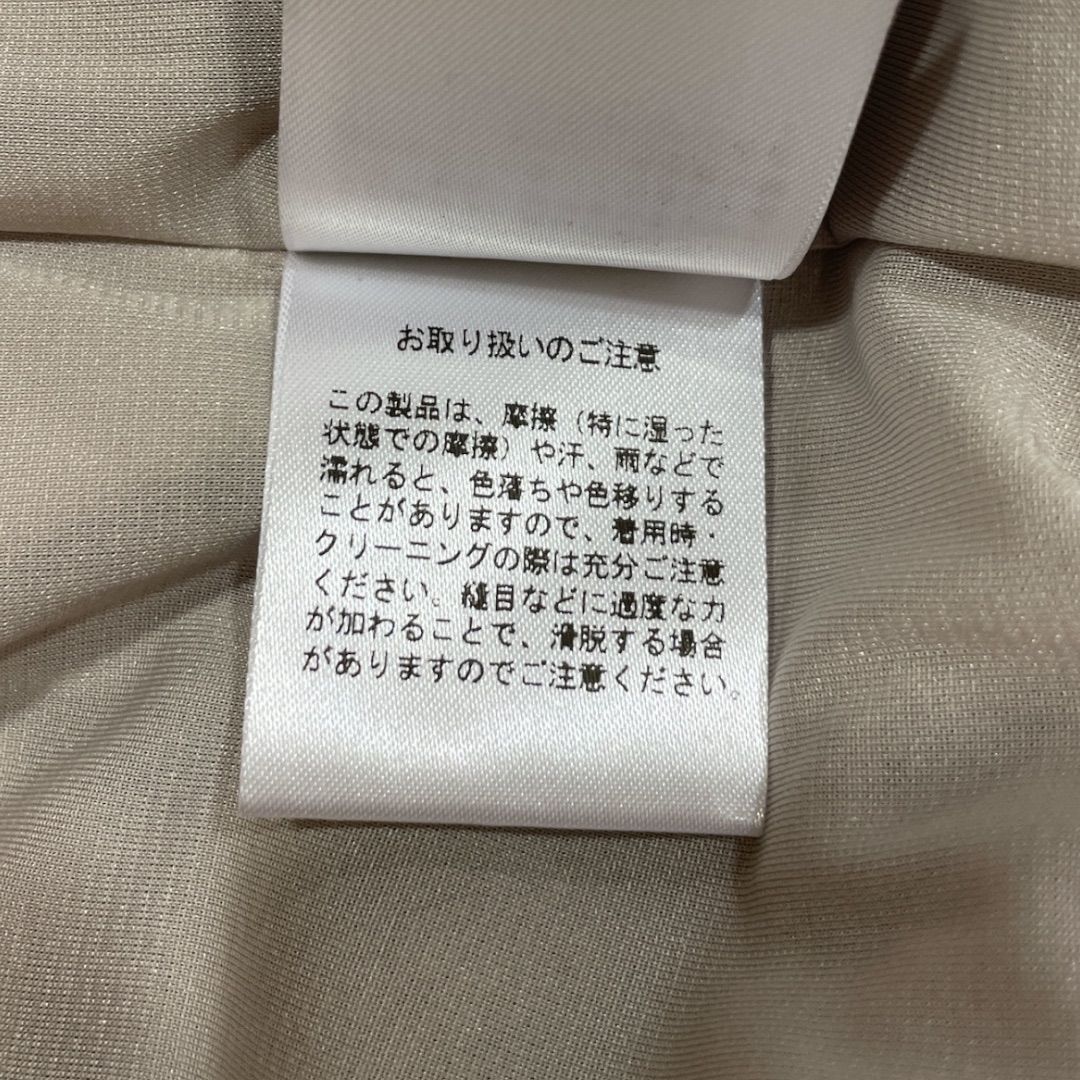 お取り扱いのご注意
この製品は、摩擦（特に湿った
状態での摩擦）や汗、雨などで
濡れると、色落ちや色移りする
ことがありますので、着用時・
クリーニングの際は充分ご注意
ください。縫目などに過度な力
が加わることで、滑脱する場合
がありますのでご注意ください。